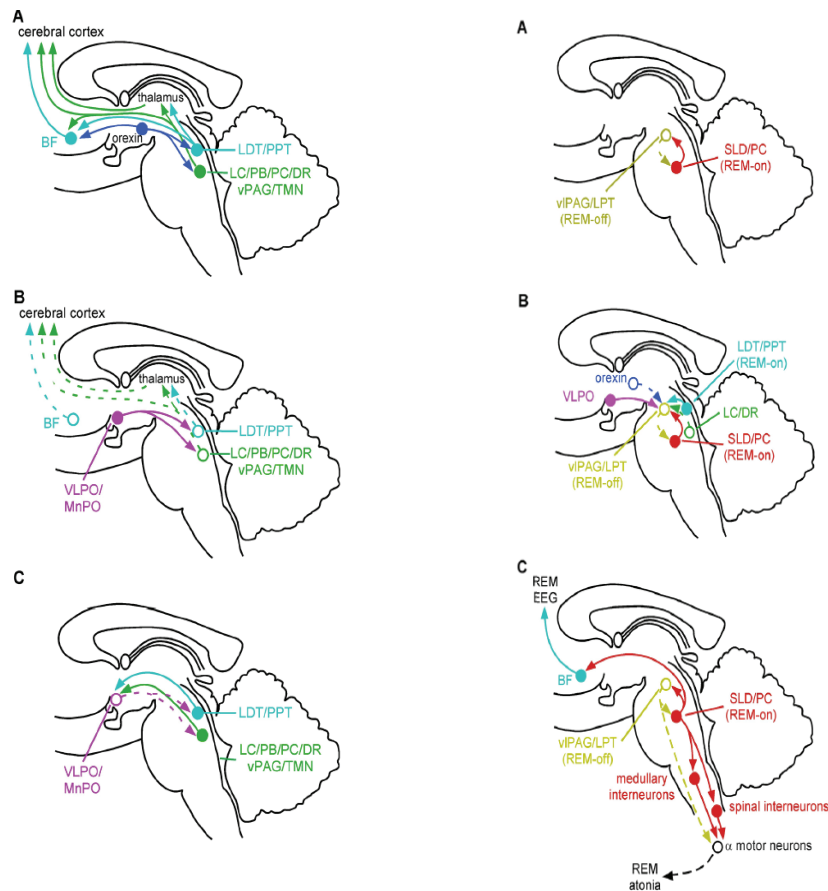 A
cerebral cortex
thalamus
BF
orexin
LDT/PPT
LC/PB/PC/DR
vPAG/TMN
B
cerebral cortex
thalamus
BF
LDT/PPT
LC/PB/PC/DR
vPAG/TMN
VLPO/
MnPO
C
LDT/PPT
LC/PB/PC/DR
vPAG/TMN
VLPO/
MnPO
A
SLD/PC
(REM-on)
vlPAG/LPT
(REM-off)
B
LDT/PPT
(REM-on)
orexin
VLPO
LC/DR
SLD/PC
(REM-on)
vlPAG/LPT
(REM-off)
C
REM
EEG
BF
SLD/PC
(REM-on)
vlPAG/LPT
(REM-off)
medullary
interneurons
spinal interneurons
α motor neurons
REM
atonia